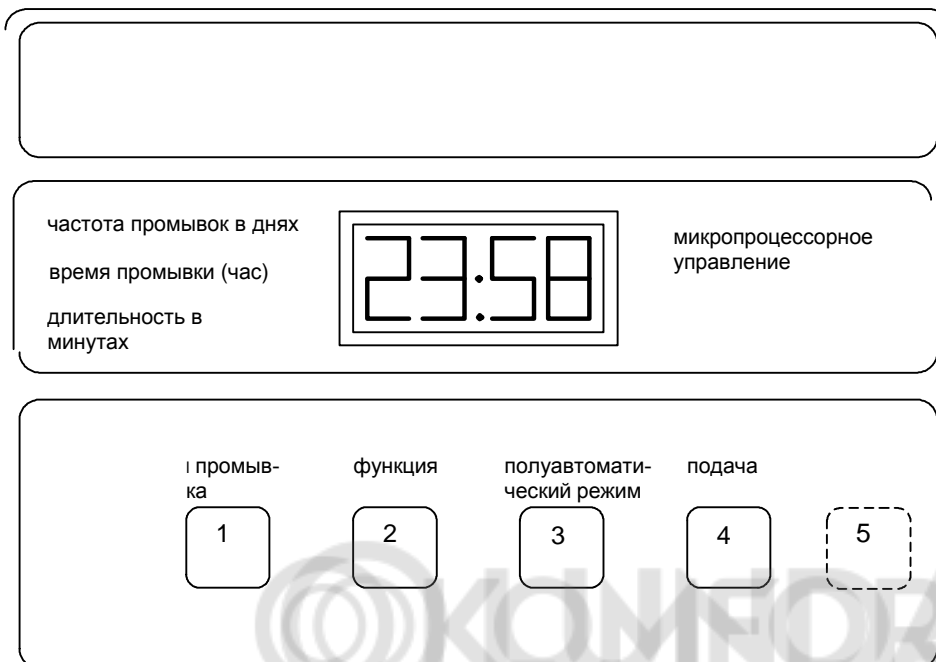 частота промывок в днях
23:58
микропроцессорное
управление
время промывки (час)
длительность в
минутах
промыв-
ка
функция
полуавтомати-
ческий режим
подача
1
2
3
4
5
KOMFOR